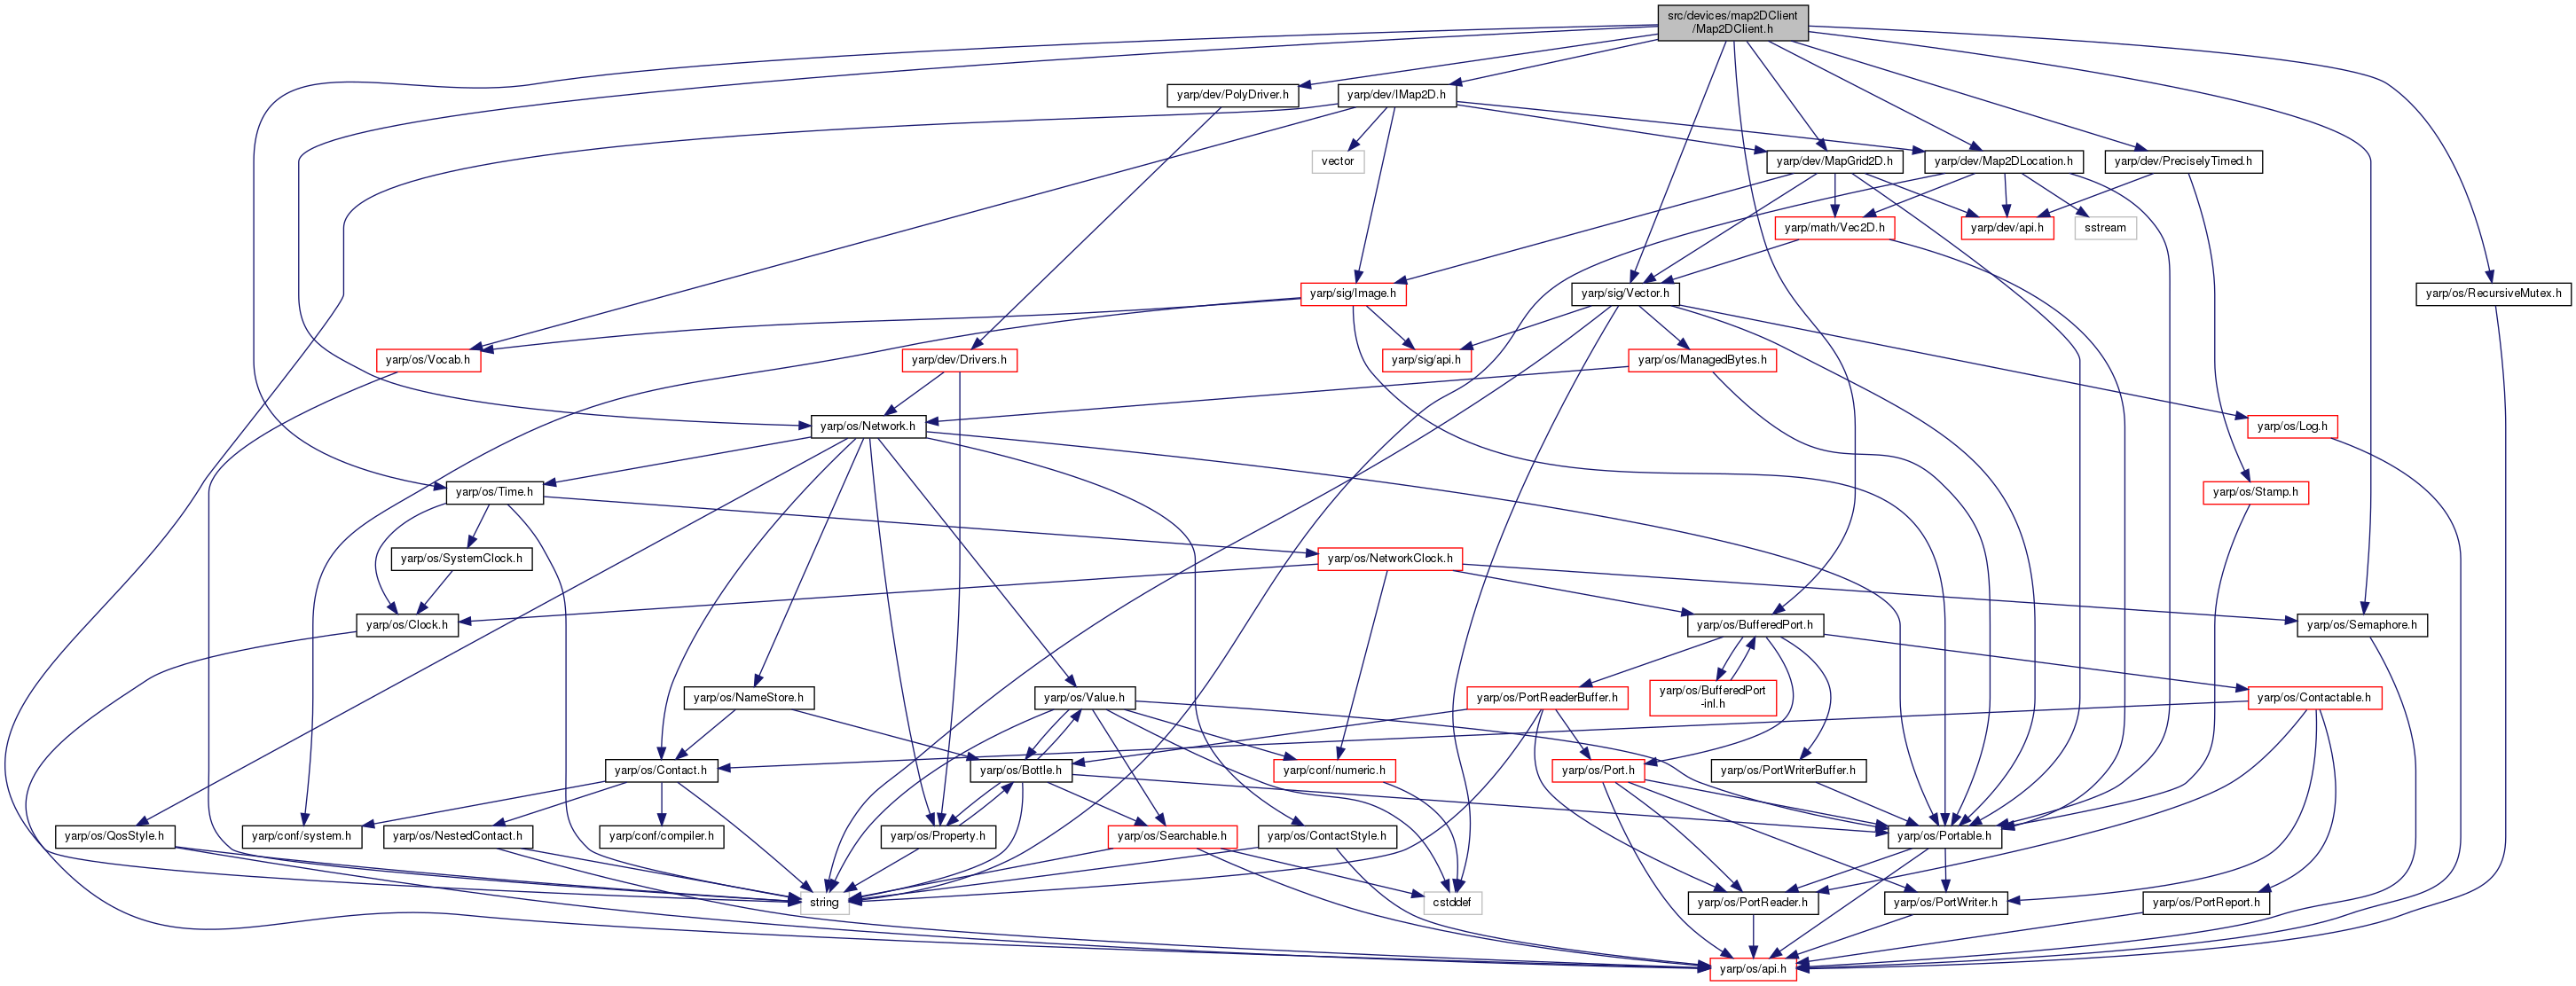 src/devices/map2DClient
/Map2DClient.h
yarp/dev/PolyDriver.h
yarp/dev/IMap2D.h
vector
yarp/dev/MapGrid2D.h
yarp/dev/Map2DLocation.h
yarp/dev/PreciselyTimed.h
yarp/math/Vec2D.h
yarp/dev/api.h
sstream
yarp/sig/Image.h
yarp/sig/Vector.h
yarp/os/RecursiveMutex.h
yarp/os/Vocab.h
yarp/dev/Drivers.h
yarp/sig/api.h
yarp/os/ManagedBytes.h
yarp/os/Network.h
yarp/os/Log.h
yarp/os/Time.h
yarp/os/Stamp.h
yarp/os/SystemClock.h
yarp/os/NetworkClock.h
yarp/os/Clock.h
yarp/os/BufferedPort.h
yarp/os/Semaphore.h
yarp/os/NameStore.h
yarp/os/Value.h
yarp/os/PortReaderBuffer.h
yarp/os/BufferedPort
-inl.h
yarp/os/Contactable.h
yarp/os/Contact.h
yarp/os/Bottle.h
yarp/conf/numeric.h
yarp/os/Port.h
yarp/os/PortWriterBuffer.h
yarp/os/QosStyle.h
yarp/conf/system.h
yarp/os/NestedContact.h
yarp/conf/compiler.h
yarp/os/Property.h
yarp/os/Searchable.h
yarp/os/ContactStyle.h
yarp/os/Portable.h
string
cstddef
yarp/os/PortReader.h
yarp/os/PortWriter.h
yarp/os/PortReport.h
yarp/os/api.h